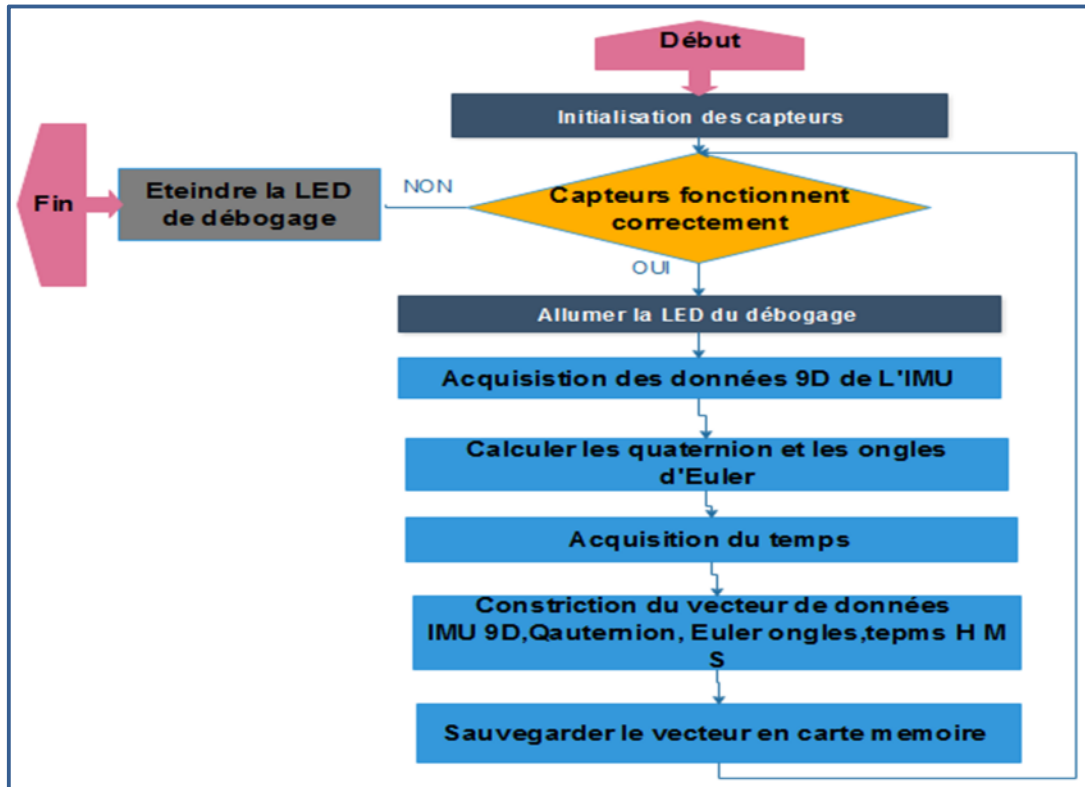 Début
Initialisation des capteurs
Capteurs fonctionnent
correctement
NON
Eteindre la LED
de débogage
Fin
OUI
Allumer la LED du débogage
Acquisistion des données 9D de L'IMU
Calculer les quaternion et les ongles
d'Euler
Acquisition du temps
Constriction du vecteur de données
IMU 9D,Qauternion, Euler ongles,tepms H M
S
Sauvegarder le vecteur en carte memoire